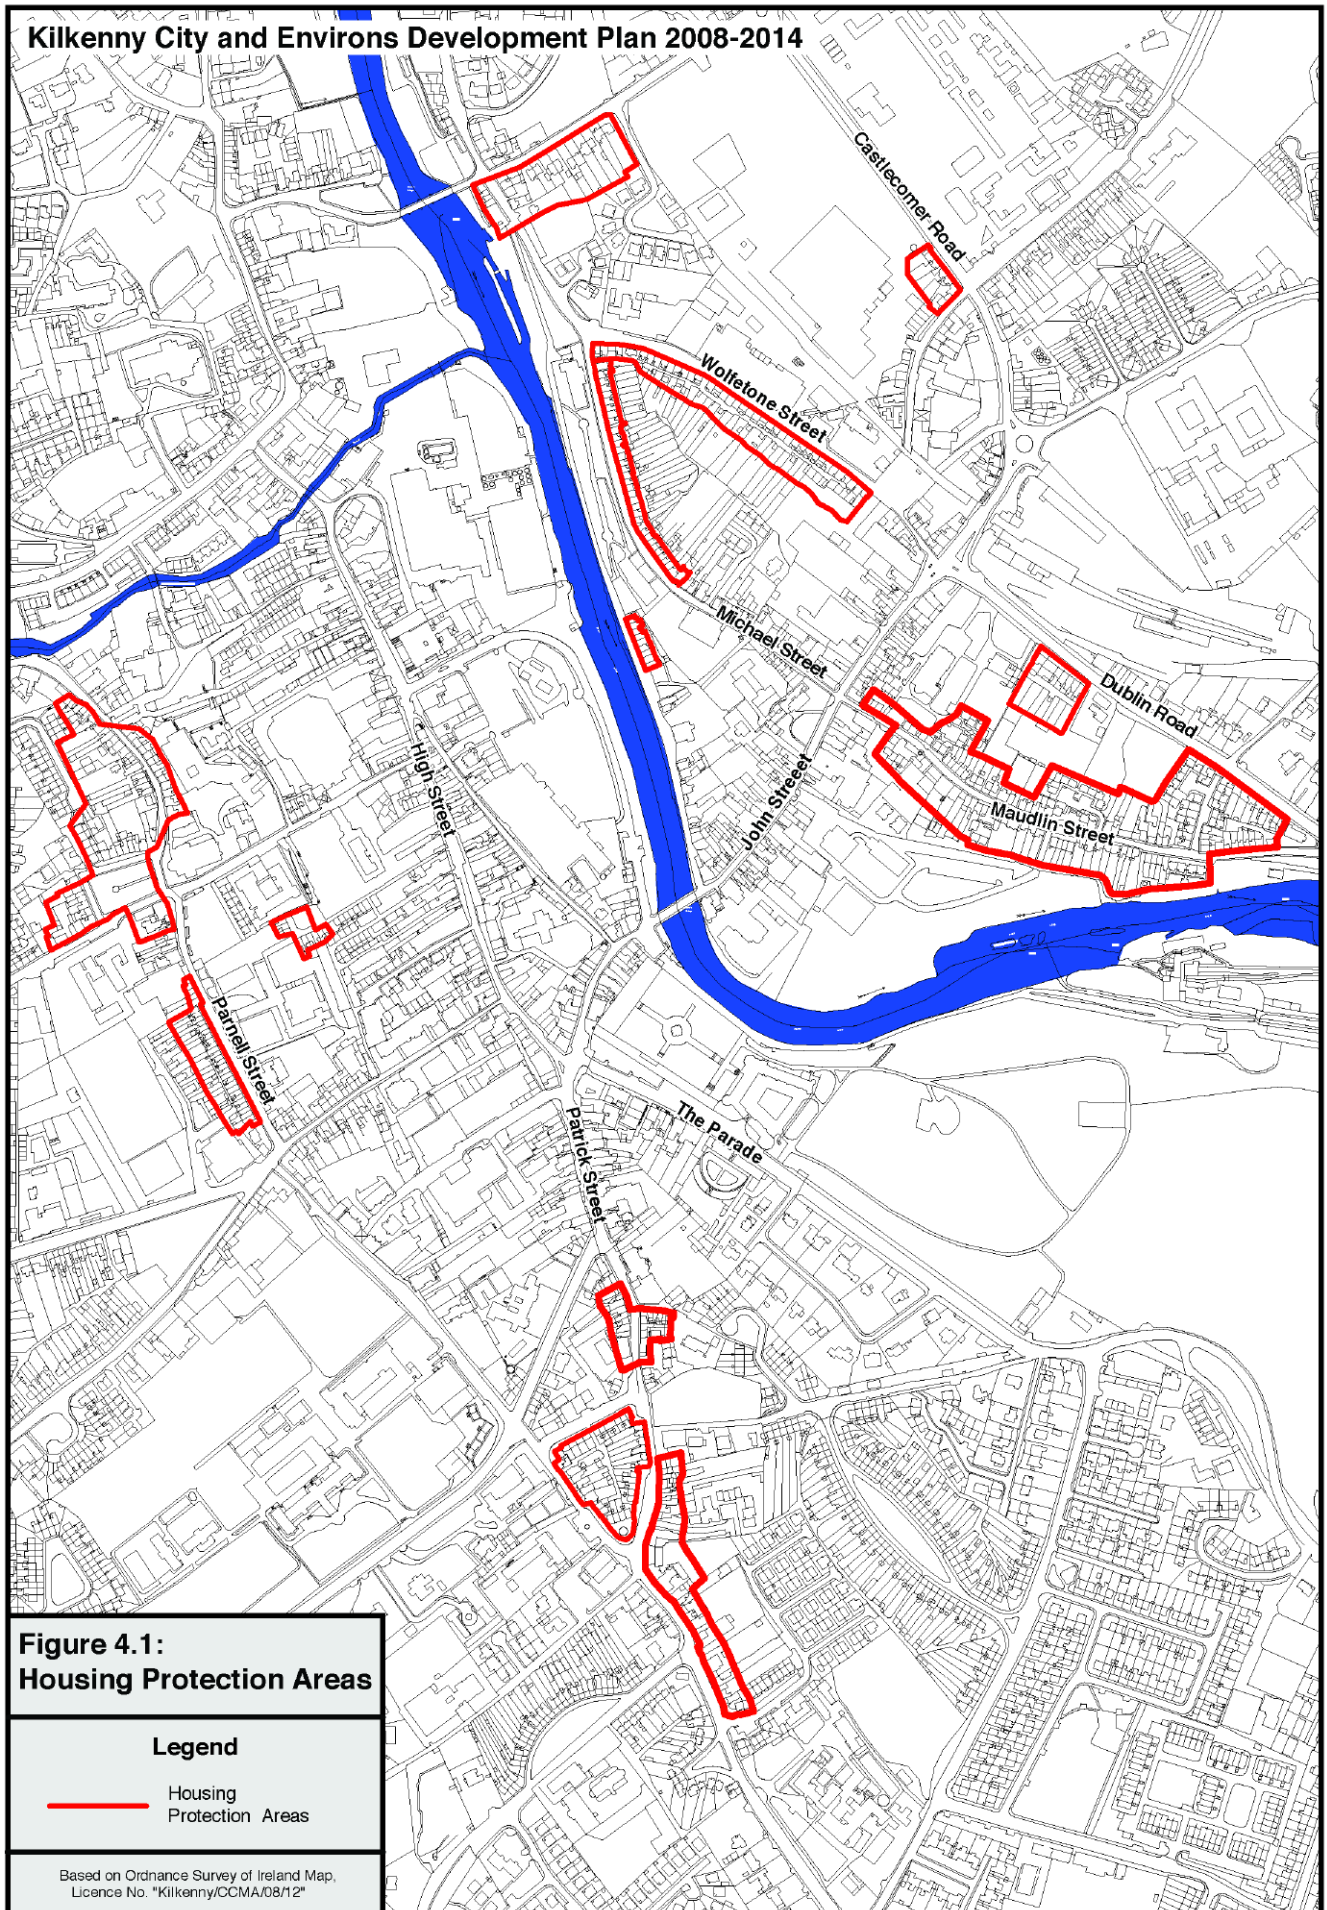 Kilkenny City and Environs Development Plan 2008-2014
Castlecomer Road
Wolfetone Street
Michael Street
Dublin Road
High Street
John Streeet
Maudlin Street
Parnell Street
The Parade
Patrick Street
Figure 4.1:
Housing Protection Areas
Legend
Housing
Protection Areas
Based on Ordnance Survey of Ireland Map,
Licence No. "Kilkenny/CCMA/08/12"